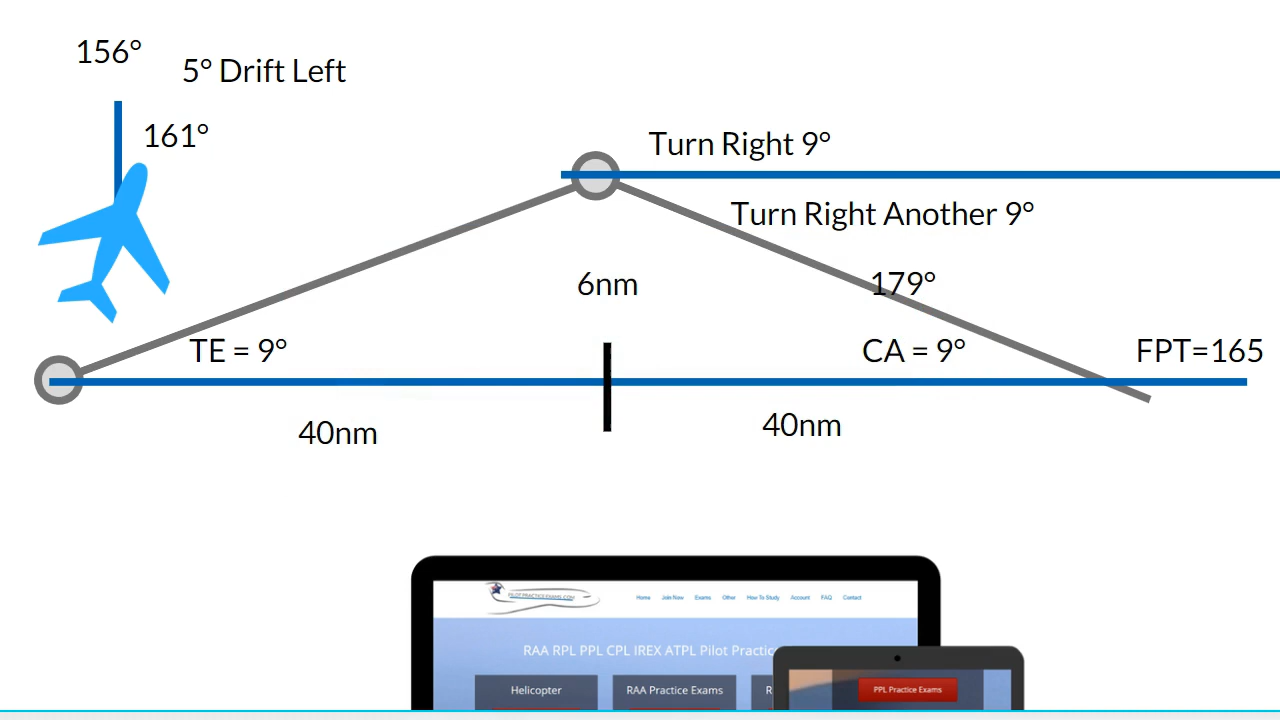 156°
5° Drift Left
161°
Turn Right 9°
Turn Right Another 9°
6nm
179°
TE = 9°
CA = 9°
FPT=165
40nm
40nm
PILOTPRACTICEEXAMS.COM
Home Join Now Exams Other How To Study Account FAQ Contact
RAA RPL PPL CPL IREX ATPL Pilot Practic
Helicopter
RAA Practice Exams
R
PPL Practice Exams